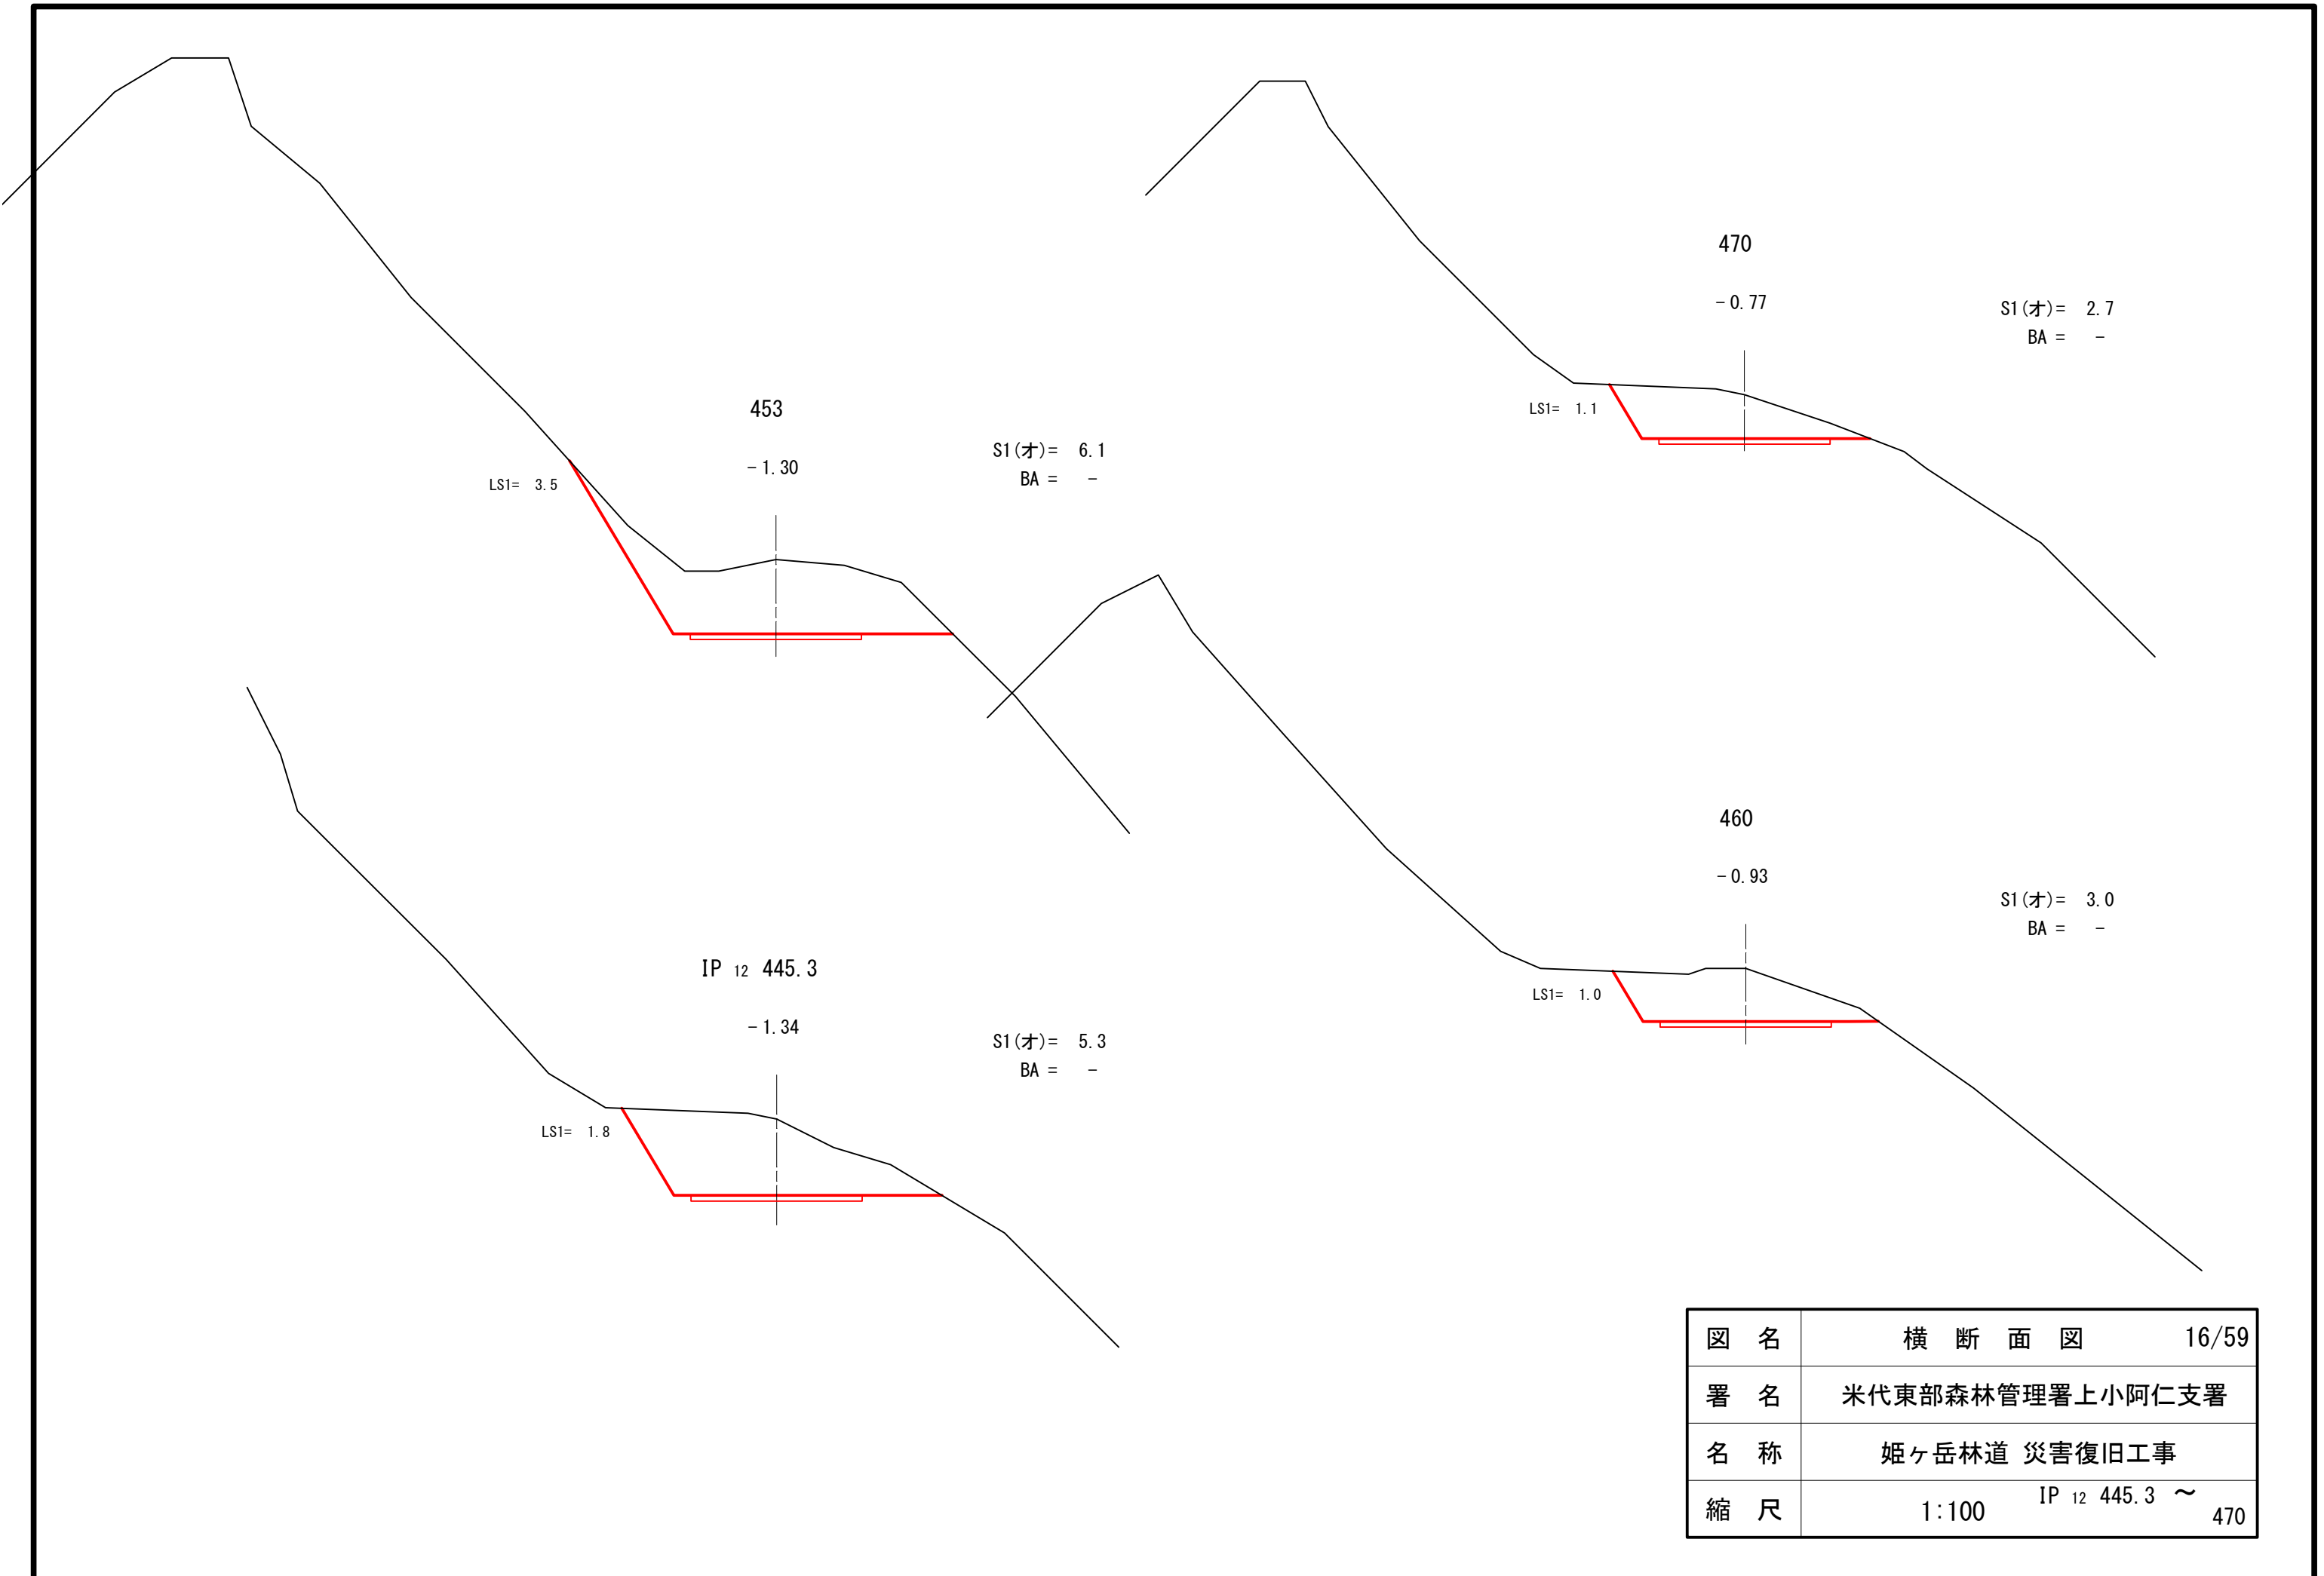 470
-0.77
S1(オ)= 2.7
BA = -
LS1= 1.1
453
-1.30
S1(オ)= 6.1
BA = -
LS1= 3.5
460
-0.93
S1(オ)= 3.0
BA = -
LS1= 1.0
IP 12 445.3
-1.34
S1(オ)= 5.3
BA = -
LS1= 1.8
図 名 横 断 面 図 16/59
署 名 米代東部森林管理署上小阿仁支署
名 称 姫ヶ岳林道 災害復旧工事
縮 尺 1:100 IP 12 445.3 ～
470